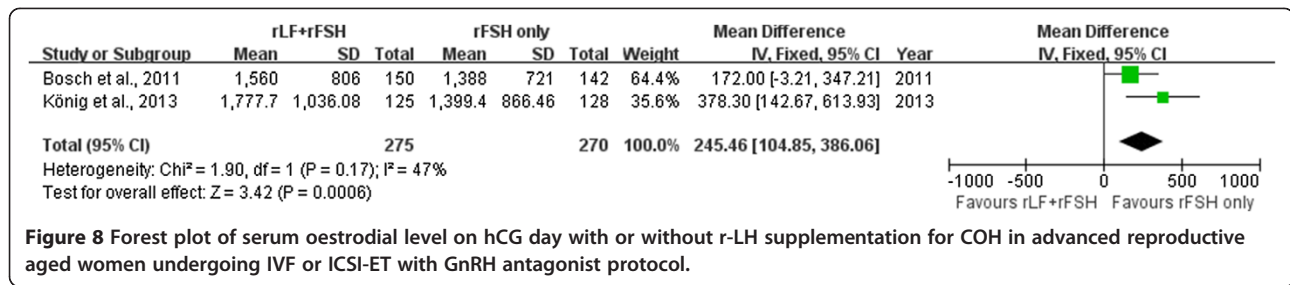 rLF+rFSH rFSH only Mean Difference Mean Difference
Study or Subgroup Mean SD Total Mean SD Total Weight IV, Fixed, 95% CI Year IV, Fixed, 95% CI
Bosch et al., 2011 1,560 806 150 1,388 721 142 64.4% 172.00 [-3.21, 347.21] 2011
König et al., 2013 1,777.7 1,036.08 125 1,399.4 866.46 128 35.6% 378.30 [142.67, 613.93] 2013
Total (95% CI) 275 270 100.0% 245.46 [104.85, 386.06]
Heterogeneity: Chi² = 1.90, df = 1 (P = 0.17); I² = 47%
Test for overall effect: Z = 3.42 (P = 0.0006)
-1000 -500 0 500 1000
Favours rLF+rFSH Favours rFSH only
Figure 8 Forest plot of serum oestrodial level on hCG day with or without r-LH supplementation for COH in advanced reproductive
aged women undergoing IVF or ICSI-ET with GnRH antagonist protocol.